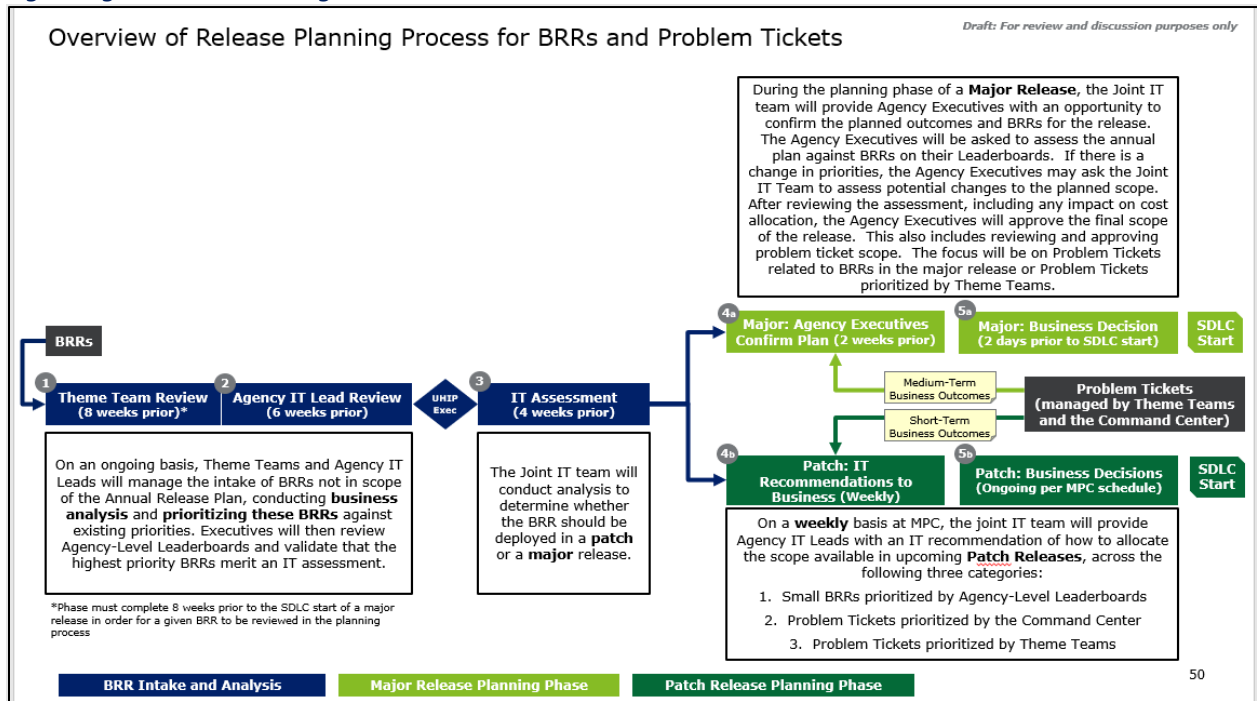 Overview of Release Planning Process for BRRs and Problem Tickets
Draft: For review and discussion purposes only
During the planning phase of a Major Release, the Joint IT
team will provide Agency Executives with an opportunity to
confirm the planned outcomes and BRRs for the release.
The Agency Executives will be asked to assess the annual
plan against BRRs on their Leaderboards. If there is a
change in priorities, the Agency Executives may ask the Joint
IT Team to assess potential changes to the planned scope.
After reviewing the assessment, including any impact on cost
allocation, the Agency Executives will approve the final scope
of the release. This also includes reviewing and approving
problem ticket scope. The focus will be on Problem Tickets
related to BRRs in the major release or Problem Tickets
prioritized by Theme Teams.
BRRs
1
Theme Team Review
(8 weeks prior)*
2
Agency IT Lead Review
(6 weeks prior)
UHIP
Exec
3
IT Assessment
(4 weeks prior)
4a
Major: Agency Executives
Confirm Plan (2 weeks prior)
5a
Major: Business Decision
(2 days prior to SDLC start)
SDLC
Start
Medium-Term
Business Outcomes
Short-Term
Business Outcomes
Problem Tickets
(managed by Theme Teams
and the Command Center)
4b
Patch: IT
Recommendations to
Business (Weekly)
5b
Patch: Business Decisions
(Ongoing per MPC schedule)
SDLC
Start
On an ongoing basis, Theme Teams and Agency IT
Leads will manage the intake of BRRs not in scope
of the Annual Release Plan, conducting business
analysis and prioritizing these BRRs against
existing priorities. Executives will then review
Agency-Level Leaderboards and validate that the
highest priority BRRs merit an IT assessment.
The Joint IT team will
conduct analysis to
determine whether
the BRR should be
deployed in a patch
or a major release.
On a weekly basis at MPC, the joint IT team will provide
Agency IT Leads with an IT recommendation of how to allocate
the scope available in upcoming Patch Releases, across the
following three categories:
1. Small BRRs prioritized by Agency-Level Leaderboards
2. Problem Tickets prioritized by the Command Center
3. Problem Tickets prioritized by Theme Teams
*Phase must complete 8 weeks prior to the SDLC start of a major
release in order for a given BRR to be reviewed in the planning
process
BRR Intake and Analysis
Major Release Planning Phase
Patch Release Planning Phase
50